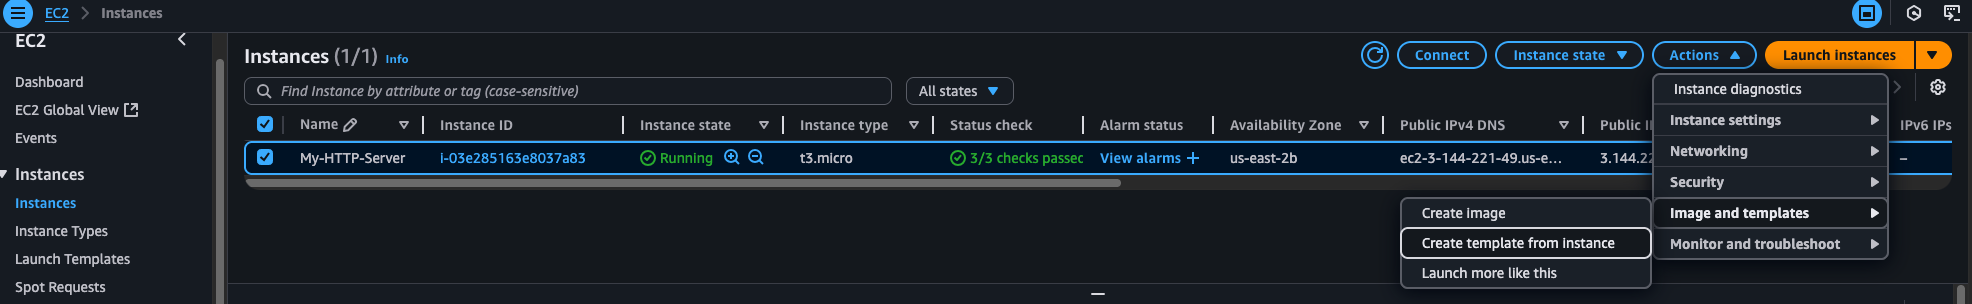 EC2 > Instances
EC2
Dashboard
EC2 Global View
Events
Instances
Instances
Instance Types
Launch Templates
Spot Requests
Instances (1/1) Info
Connect
Instance state
Actions
Launch instances
Find Instance by attribute or tag (case-sensitive)
All states
Name
Instance ID
Instance state
Instance type
Status check
Alarm status
Availability Zone
Public IPv4 DNS
Public
IPv6 IPs
My-HTTP-Server
i-03e285163e8037a83
Running
t3.micro
3/3 checks passed
View alarms +
us-east-2b
ec2-3-144-221-49.us-e...
3.144.22
–
Instance diagnostics
Instance settings
Networking
Security
Image and templates
Monitor and troubleshoot
Create image
Create template from instance
Launch more like this